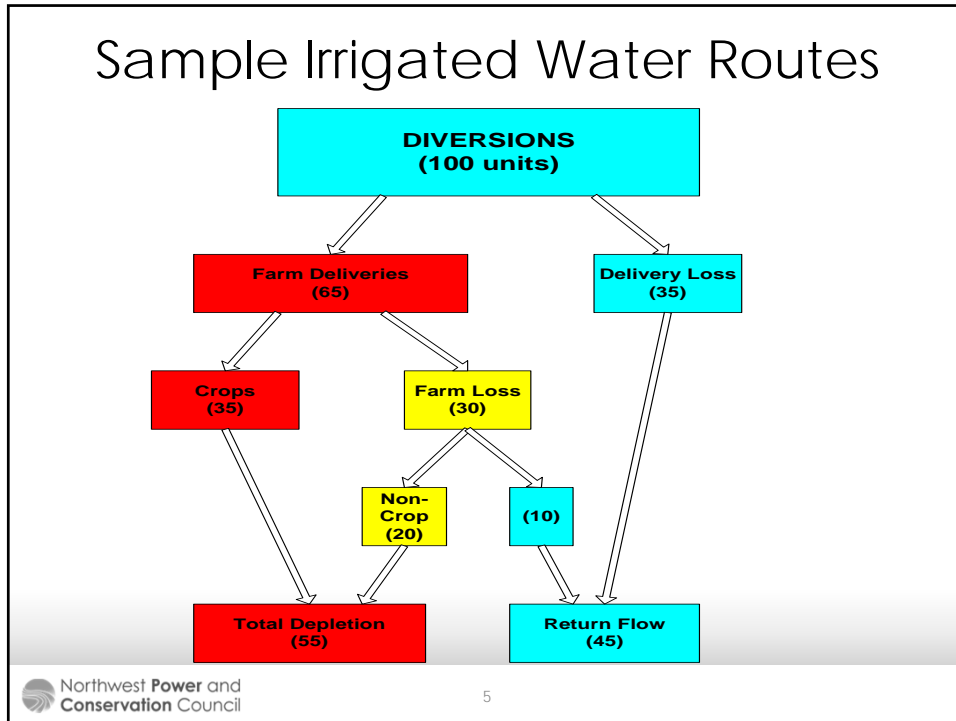 Sample Irrigated Water Routes
DIVERSIONS
(100 units)
Farm Deliveries
(65)
Delivery Loss
(35)
Crops
(35)
Farm Loss
(30)
Non-
Crop
(20)
(10)
Total Depletion
(55)
Return Flow
(45)
Northwest Power and
Conservation Council
5